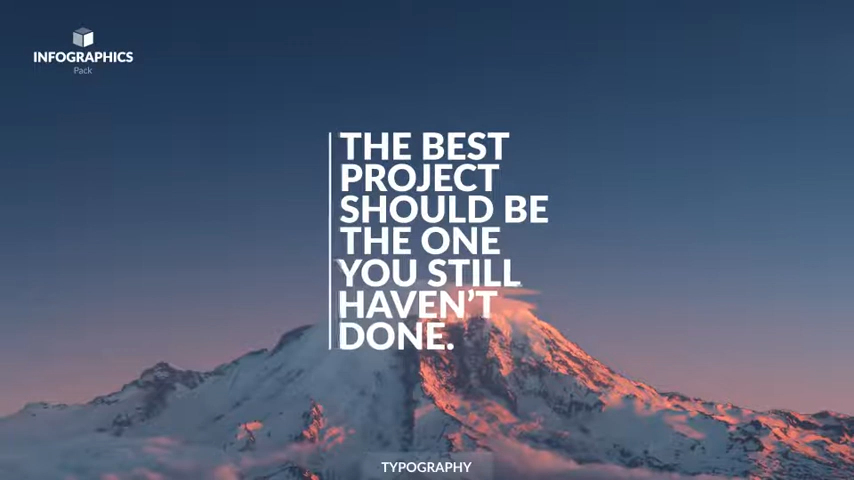 INFOGRAPHICS
Pack
THE BEST
PROJECT
SHOULD BE
THE ONE
YOU STILL
HAVEN'T
DONE.
TYPOGRAPHY